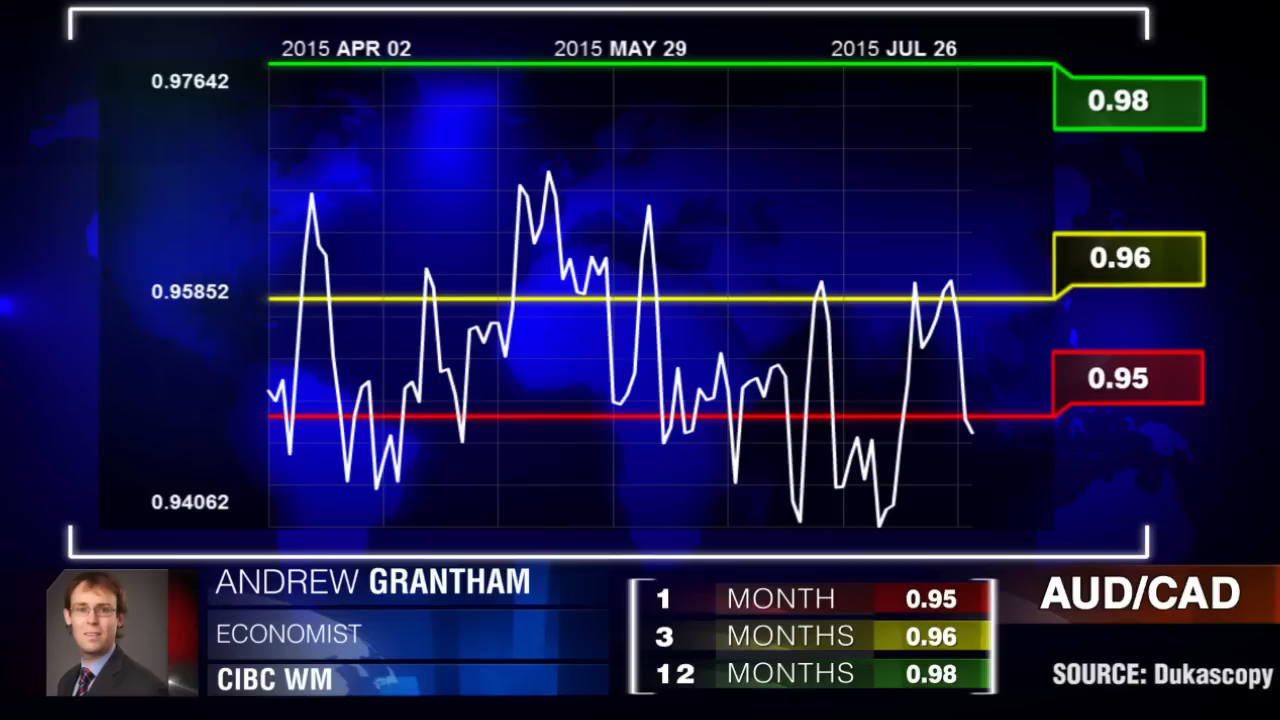 2015 APR 02 2015 MAY 29 2015 JUL 26
0.97642
0.98
0.96
0.95852
0.95
0.94062
ANDREW GRANTHAM
ECONOMIST
CIBC WM
1 MONTH 0.95
3 MONTHS 0.96
12 MONTHS 0.98
AUD/CAD
SOURCE: Dukascopy